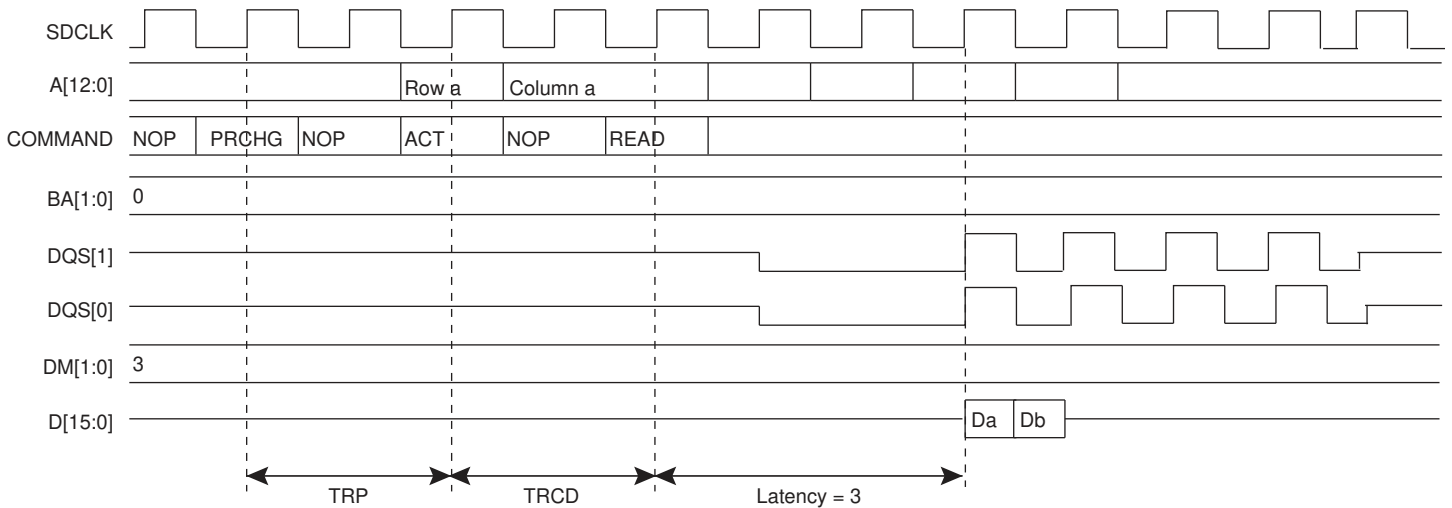 SDCLK
A[12:0] Row a Column a
COMMAND NOP PRCHG NOP ACT NOP READ
BA[1:0] 0
DQS[1]
DQS[0]
DM[1:0] 3
D[15:0] Da Db
TRP TRCD Latency = 3